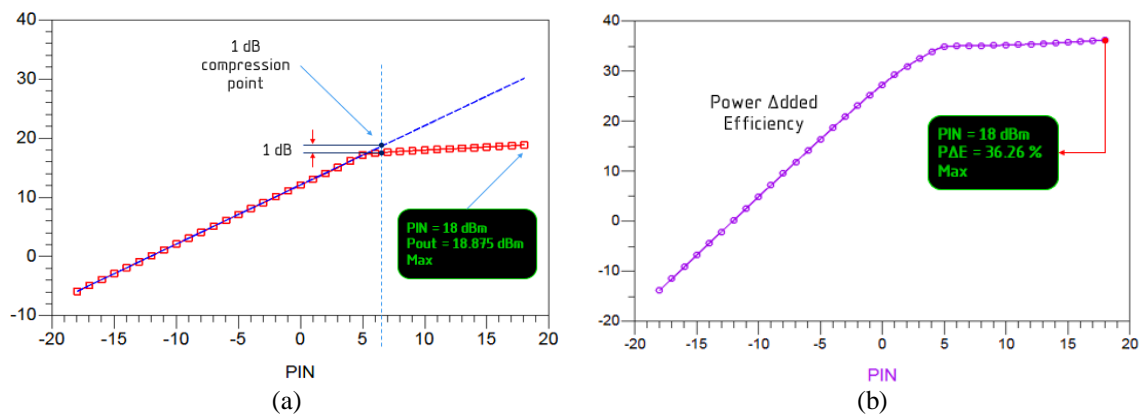 40
30
20
10
0
-10
1 dB
compression
point
1 dB
PIN = 18 dBm
Pout = 18.875 dBm
Max
-20 -15 -10 -5 0 5 10 15 20
PIN
(a)
40
30
20
10
0
-10
-20
Power Δdded
Efficiency
PIN = 18 dBm
PΔE = 36.26 %
Max
-20 -15 -10 -5 0 5 10 15 20
PIN
(b)